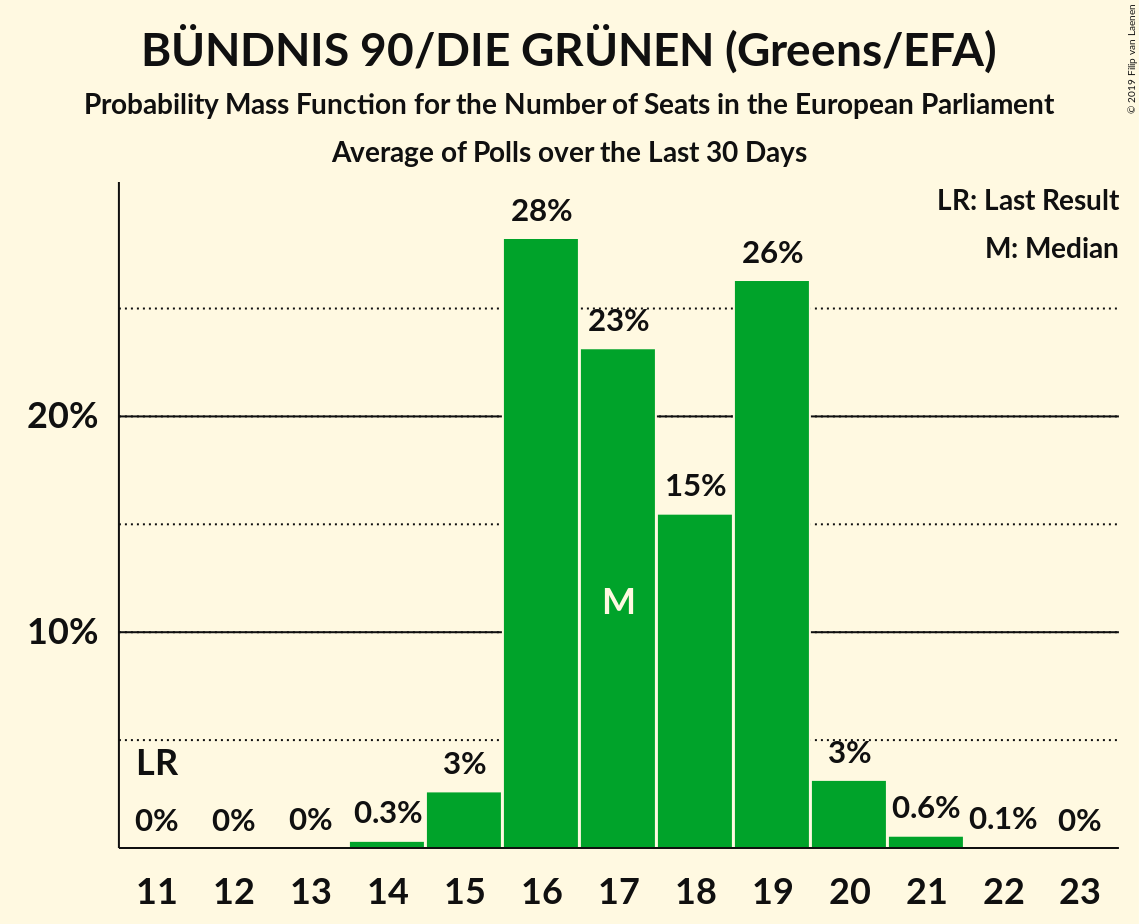 BÜNDNIS 90/DIE GRÜNEN (Greens/EFA)
Probability Mass Function for the Number of Seats in the European Parliament
Average of Polls over the Last 30 Days
© 2019 Filip van Laenen
LR: Last Result
M: Median
28%
26%
23%
20%
15%
M
10%
LR
3%
3%
0%
0%
0%
0.3%
0.6%
0.1%
0%
11 12 13 14 15 16 17 18 19 20 21 22 23